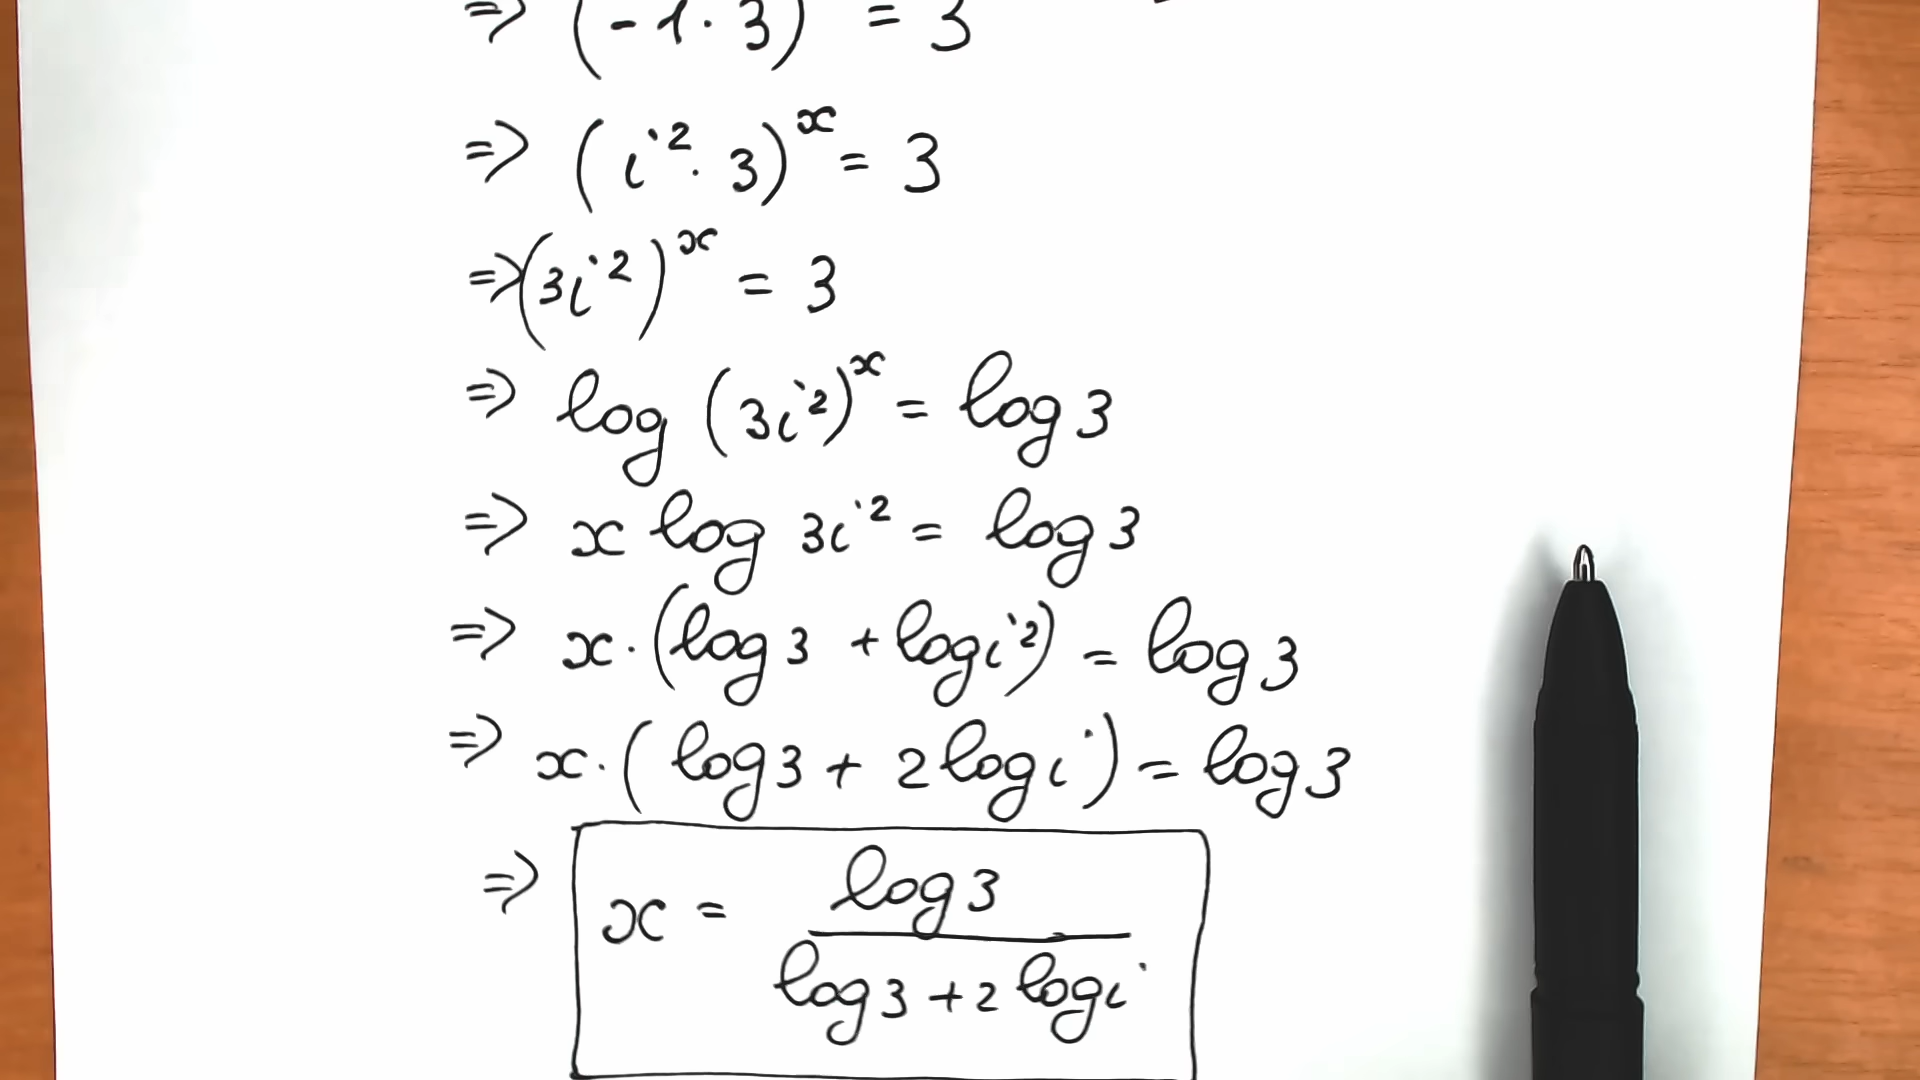 => (-1·3) = 3
=> (i²·3)ˣ = 3
=> (3i²)ˣ = 3
=> log (3i²)ˣ = log 3
=> x log 3i² = log 3
=> x·(log 3 + log i²) = log 3
=> x·(log 3 + 2 log i) = log 3
=> x = log 3 / log 3 + 2 log i